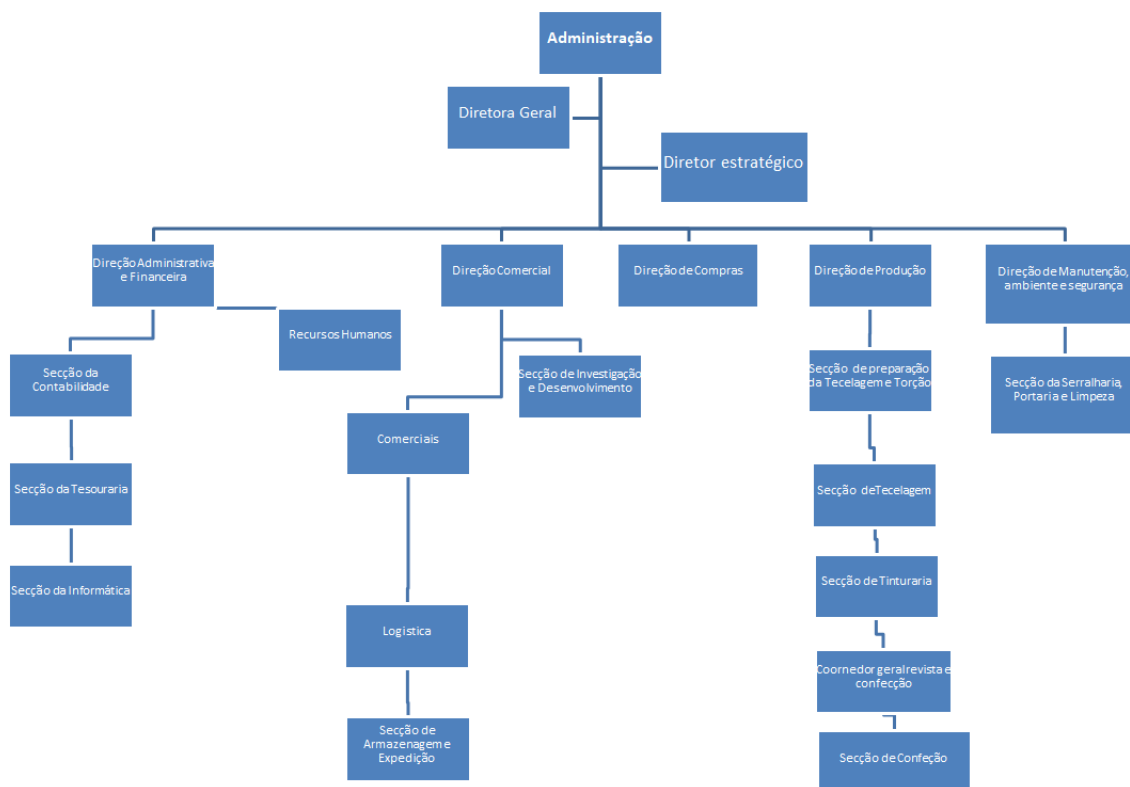 Administração
Diretora Geral
Diretor estratégico
Direção Administrativa
e Financeira
Direção Comercial
Direção de Compras
Direção de Produção
Direção de Manutenção,
ambiente e segurança
Recursos Humanos
Secção da
Contabilidade
Secção de Investigação
e Desenvolvimento
Secção de preparação
da Tecelagem e Torção
Secção da Serralharia,
Portaria e Limpeza
Comerciais
Secção da Tesouraria
Secção de Tecelagem
Secção da Informática
Secção de Tinturaria
Logistica
Coornedor geral revista e
confecção
Secção de
Armazenagem e
Expedição
Secção de Confeção